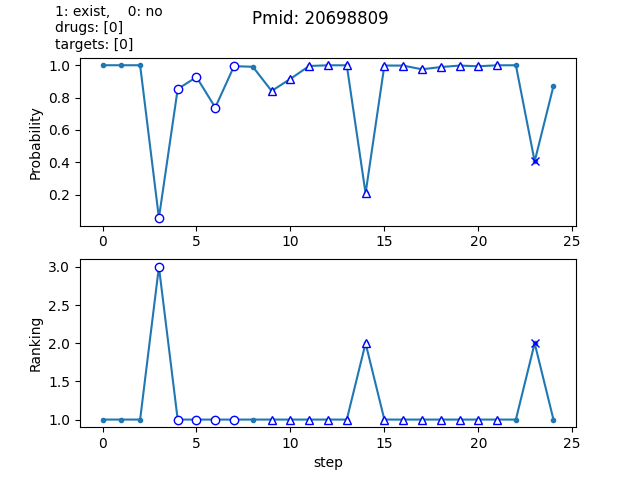 1: exist,    0: no
drugs: [0]
targets: [0]
Pmid: 20698809
1.0
0.8
0.6
0.4
0.2
Probability
0 5 10 15 20 25
3.0
2.5
2.0
1.5
1.0
Ranking
0 5 10 15 20 25
step